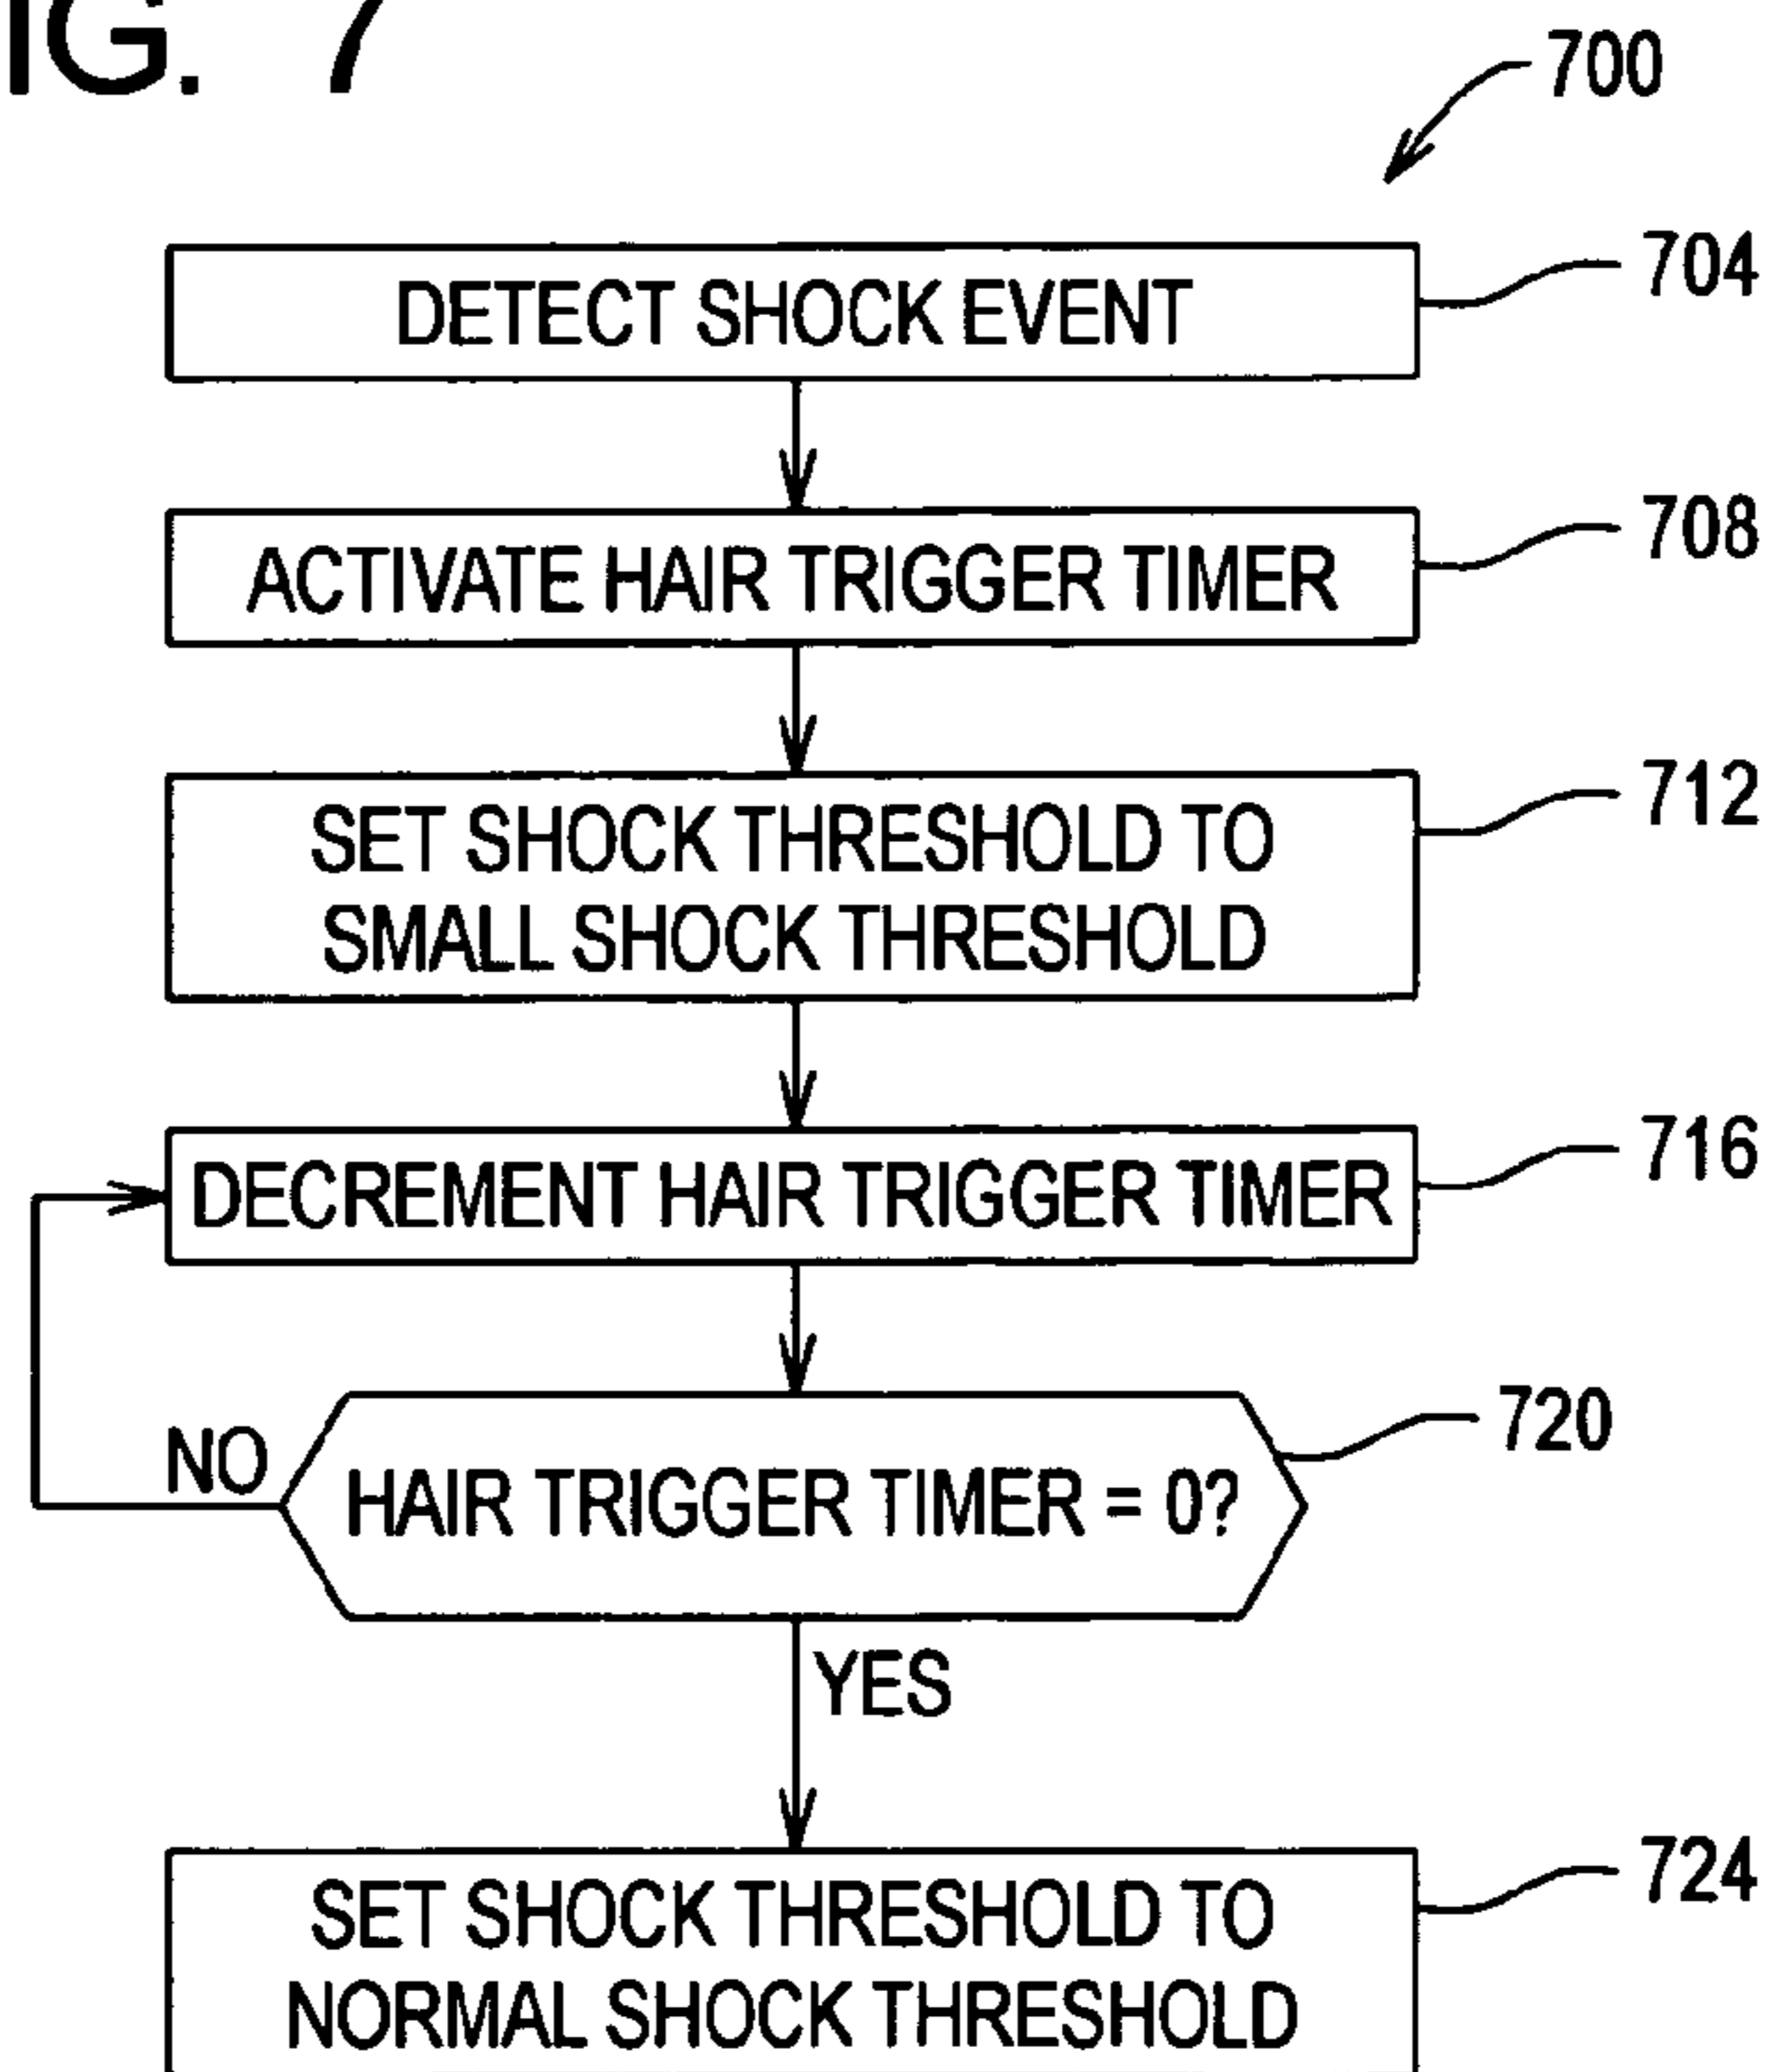 IG. 7
700
DETECT SHOCK EVENT
704
ACTIVATE HAIR TRIGGER TIMER
708
SET SHOCK THRESHOLD TO
SMALL SHOCK THRESHOLD
712
DECREMENT HAIR TRIGGER TIMER
716
HAIR TRIGGER TIMER = 0?
720
NO
YES
SET SHOCK THRESHOLD TO
NORMAL SHOCK THRESHOLD
724